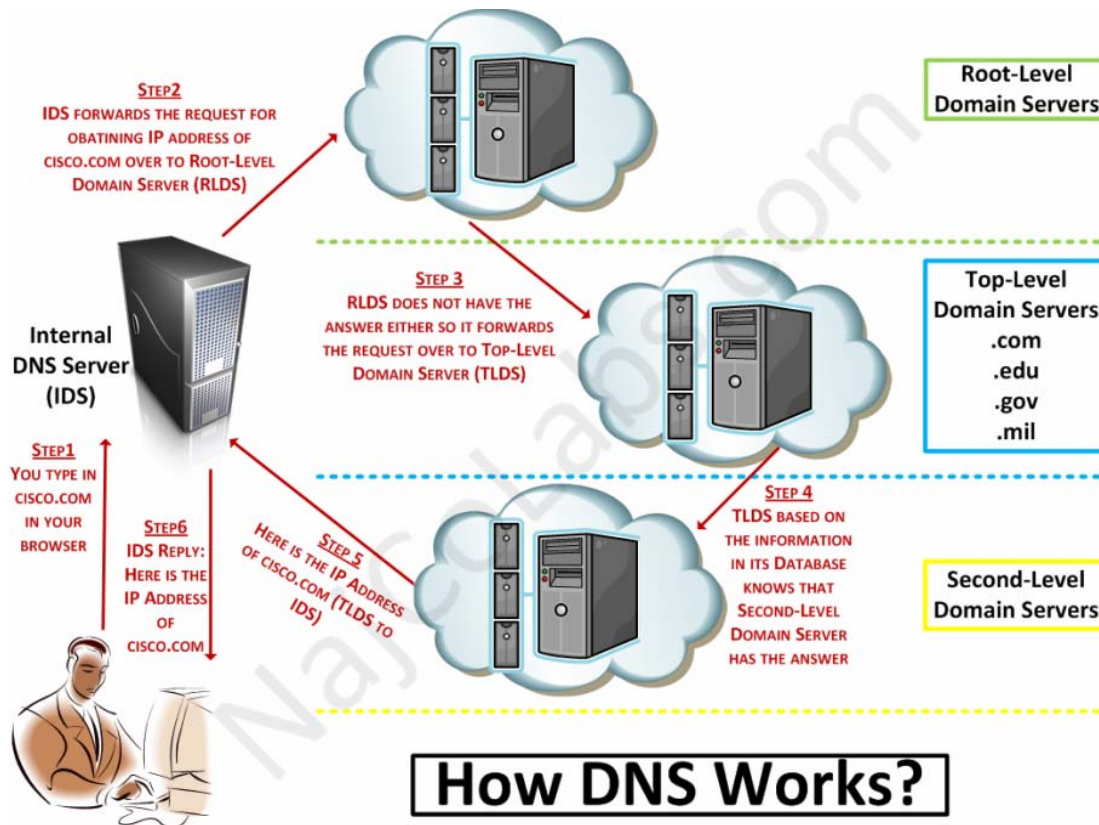 STEP2
IDS FORWARDS THE REQUEST FOR
OBATINING IP ADDRESS OF
CISCO.COM OVER TO ROOT-LEVEL
DOMAIN SERVER (RLDS)
Root-Level
Domain Servers
STEP 3
RLDS DOES NOT HAVE THE
ANSWER EITHER SO IT FORWARDS
THE REQUEST OVER TO TOP-LEVEL
DOMAIN SERVER (TLDS)
Top-Level
Domain Servers
.com
.edu
.gov
.mil
Internal
DNS Server
(IDS)
STEP1
YOU TYPE IN
CISCO.COM
IN YOUR
BROWSER
STEP6
IDS REPLY:
HERE IS THE
IP ADDRESS
OF
CISCO.COM
STEP 5
HERE IS THE IP ADDRESS
OF CISCO.COM (TLDS TO
IDS)
STEP 4
TLDS BASED ON
THE INFORMATION
IN ITS DATABASE
KNOWS THAT
SECOND-LEVEL
DOMAIN SERVER
HAS THE ANSWER
Second-Level
Domain Servers
How DNS Works?
NajcoLabs.com